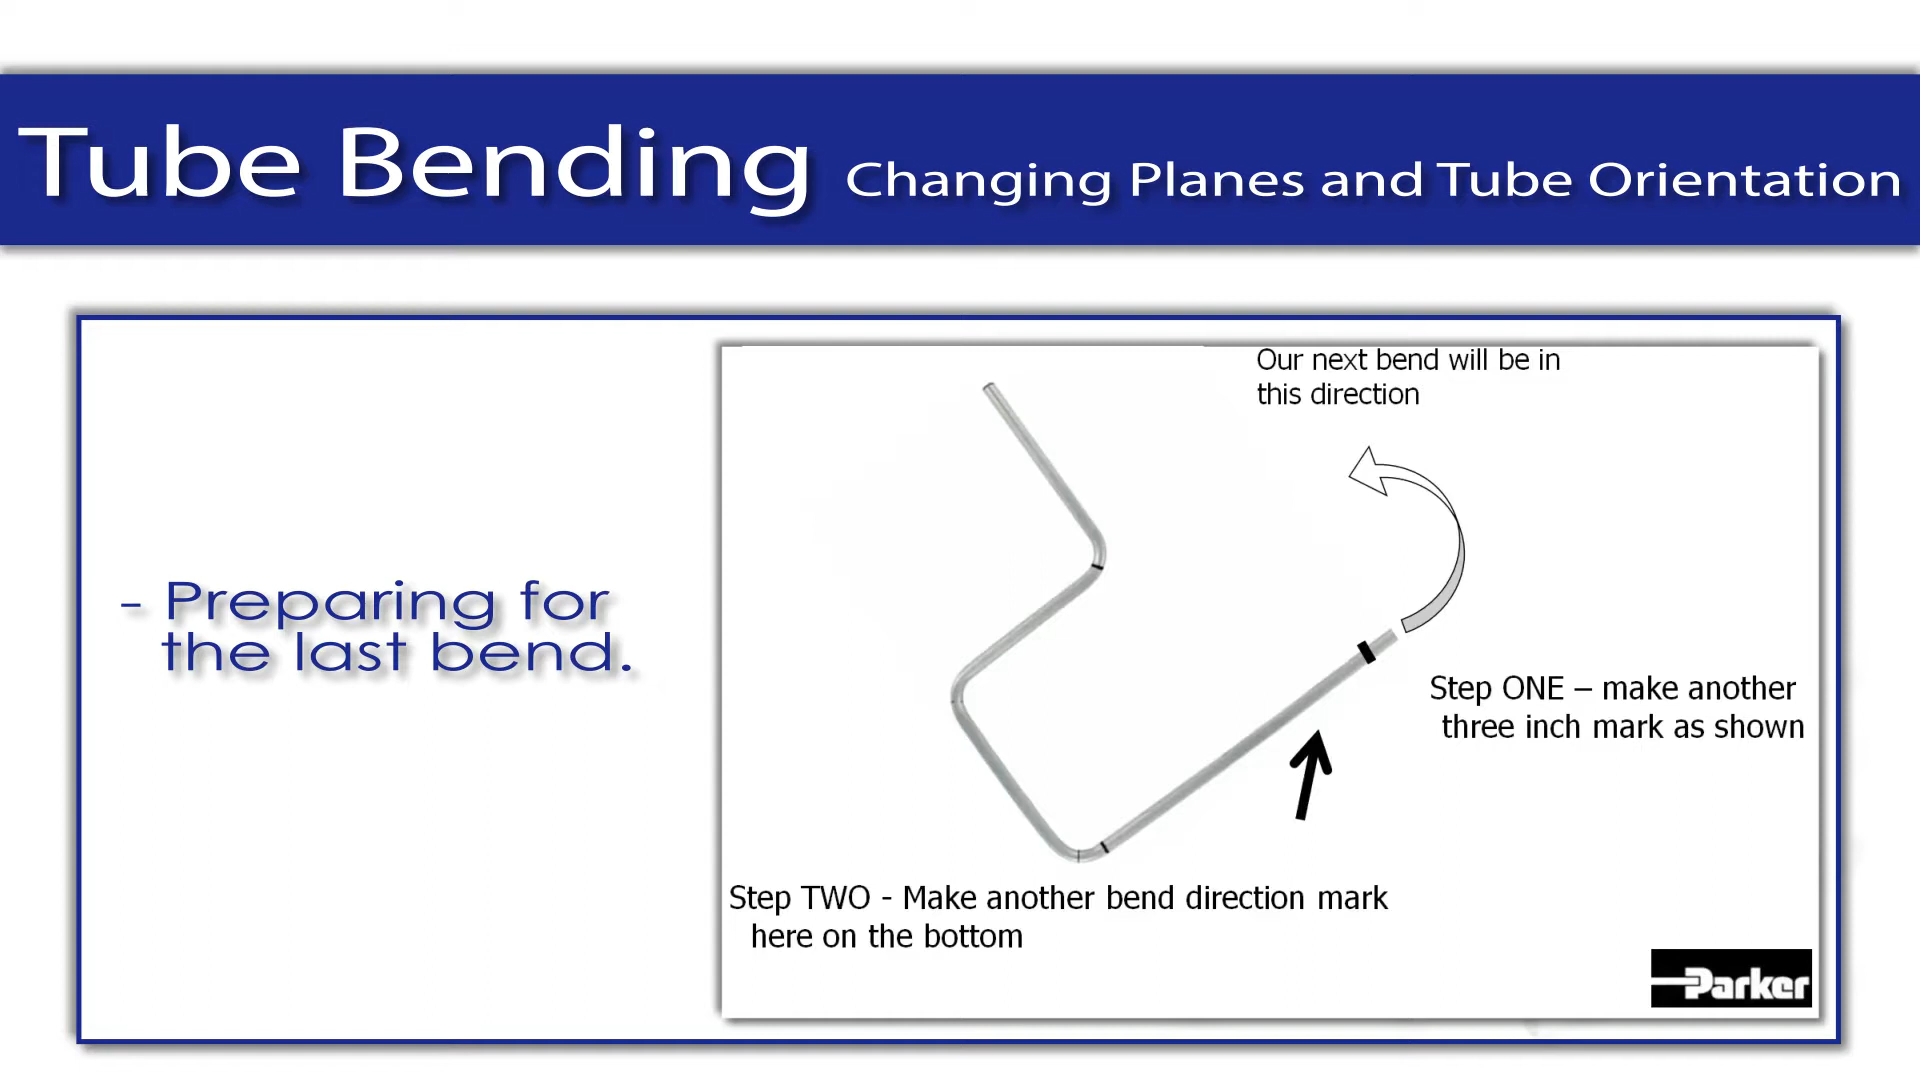 Tube Bending Changing Planes and Tube Orientation
- Preparing for
the last bend.
Our next bend will be in
this direction
Step ONE – make another
three inch mark as shown
Step TWO - Make another bend direction mark
here on the bottom
Parker